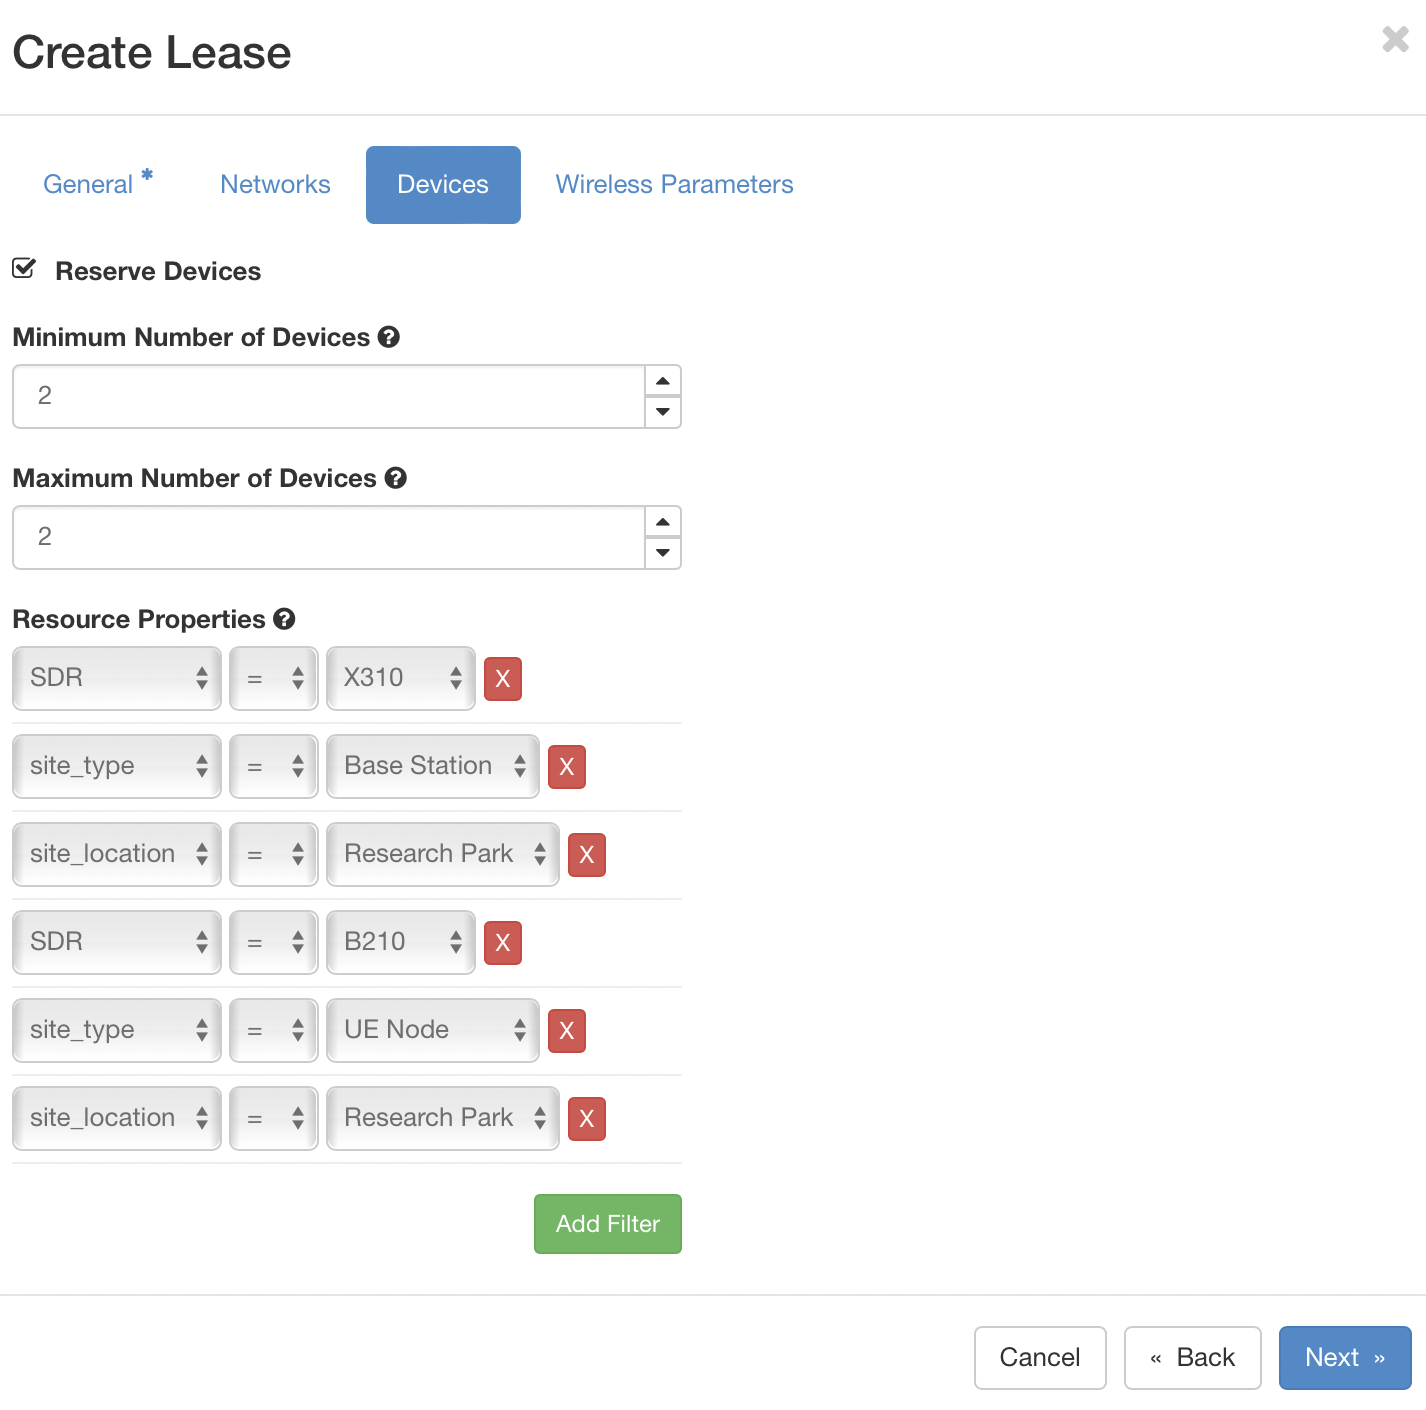 Create Lease
General * Networks Devices Wireless Parameters
Reserve Devices
Minimum Number of Devices
2
Maximum Number of Devices
2
Resource Properties
SDR = X310 X
site_type = Base Station X
site_location = Research Park X
SDR = B210 X
site_type = UE Node X
site_location = Research Park X
Add Filter
Cancel « Back Next »